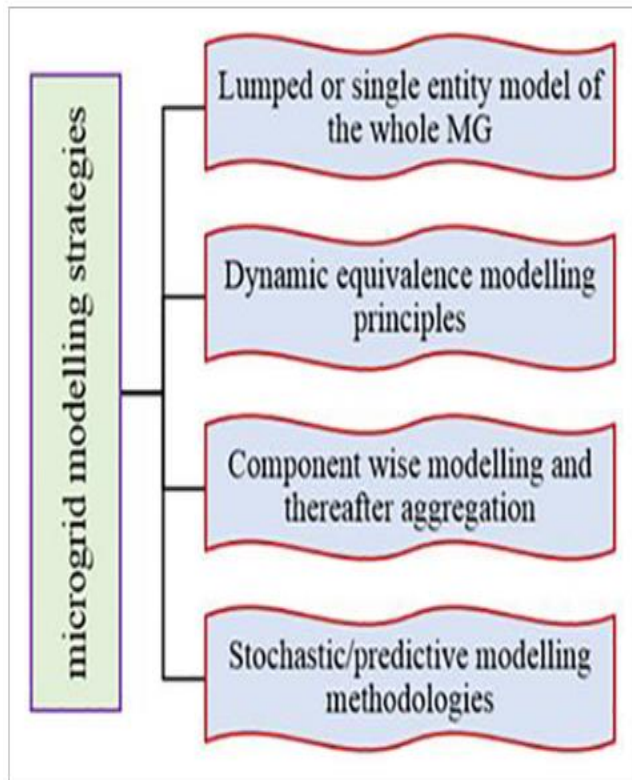 microgrid modelling strategies
Lumped or single entity model of
the whole MG
Dynamic equivalence modelling
principles
Component wise modelling and
thereafter aggregation
Stochastic/predictive modelling
methodologies